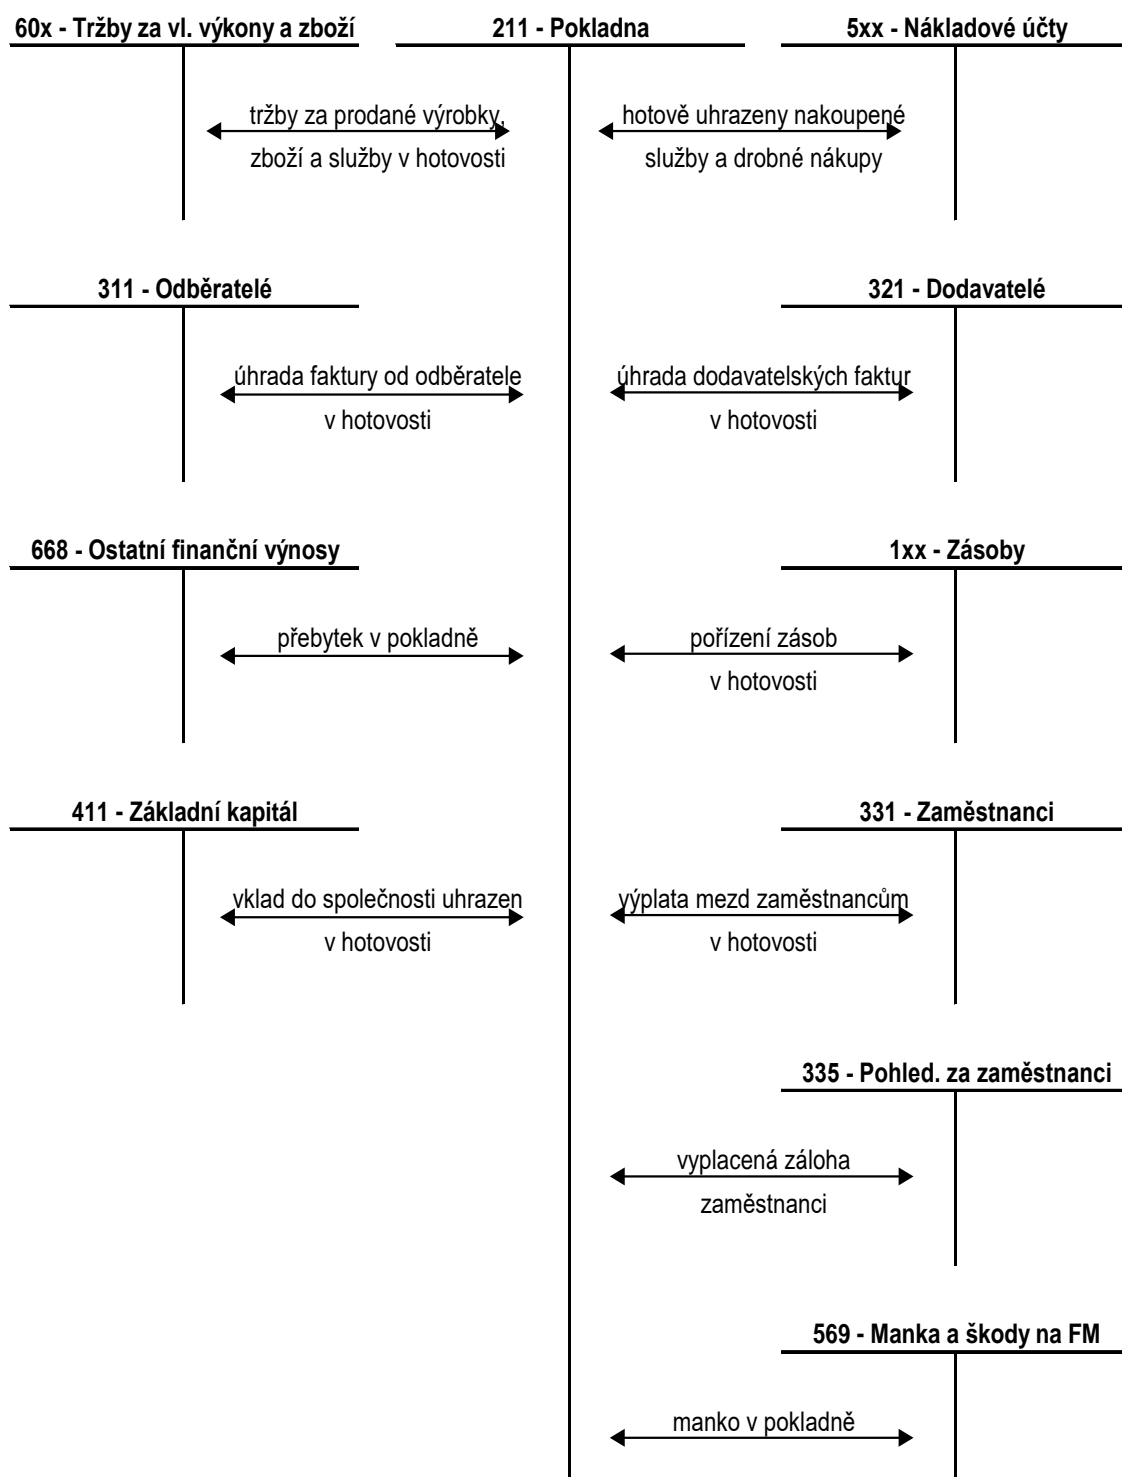 60x - Tržby za vl. výkony a zboží
211 - Pokladna
5xx - Nákladové účty
tržby za prodané výrobky,
zboží a služby v hotovosti
hotově uhrazeny nakoupené
služby a drobné nákupy
311 - Odběratelé
321 - Dodavatelé
úhrada faktury od odběratele
v hotovosti
úhrada dodavatelských faktur
v hotovosti
668 - Ostatní finanční výnosy
1xx - Zásoby
přebytek v pokladně
pořízení zásob
v hotovosti
411 - Základní kapitál
331 - Zaměstnanci
vklad do společnosti uhrazen
v hotovosti
výplata mezd zaměstnancům
v hotovosti
335 - Pohled. za zaměstnanci
vyplacená záloha
zaměstnanci
569 - Manka a škody na FM
manko v pokladně